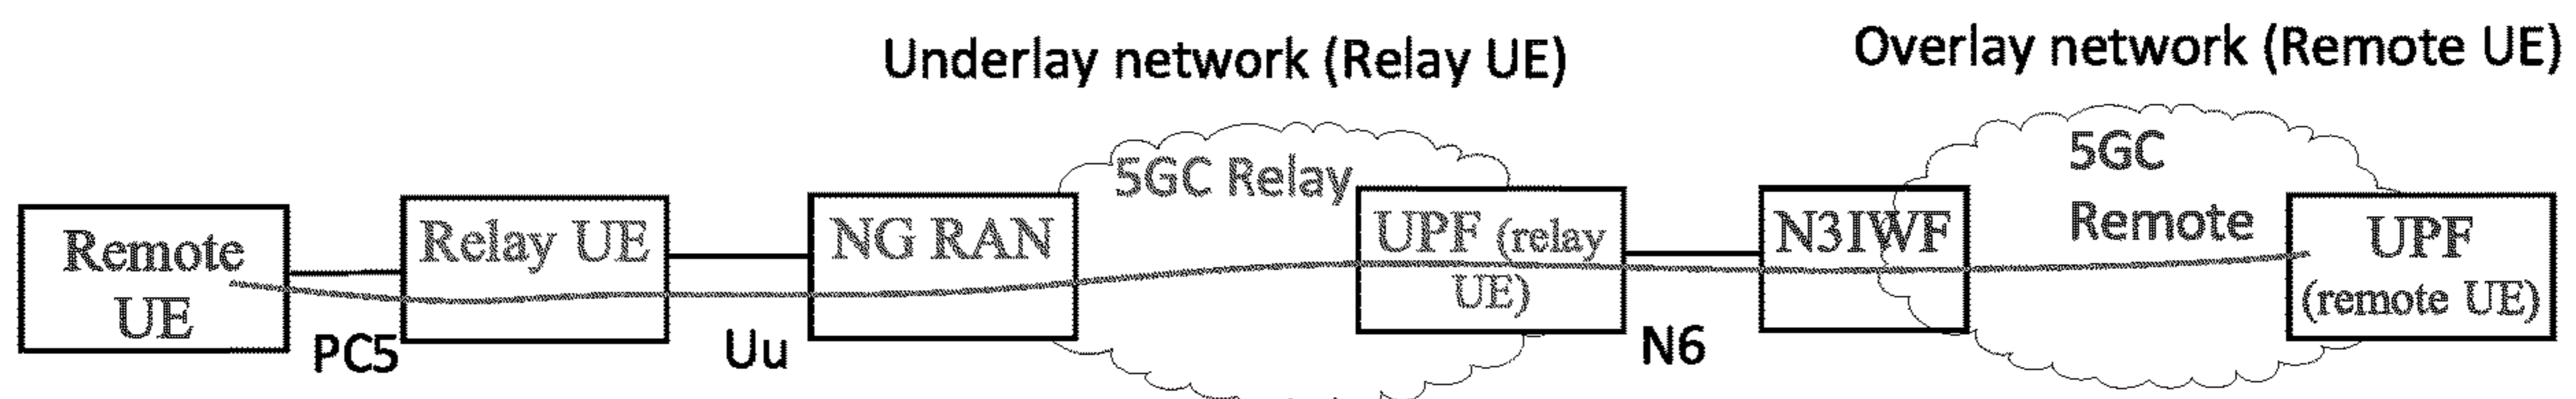 Underlay network (Relay UE)
Overlay network (Remote UE)
Remote
UE
PC5
Relay UE
Uu
NG RAN
5GC Relay
UPF (relay
UE)
N6
N3IWF
5GC
Remote
UPF
(remote UE)